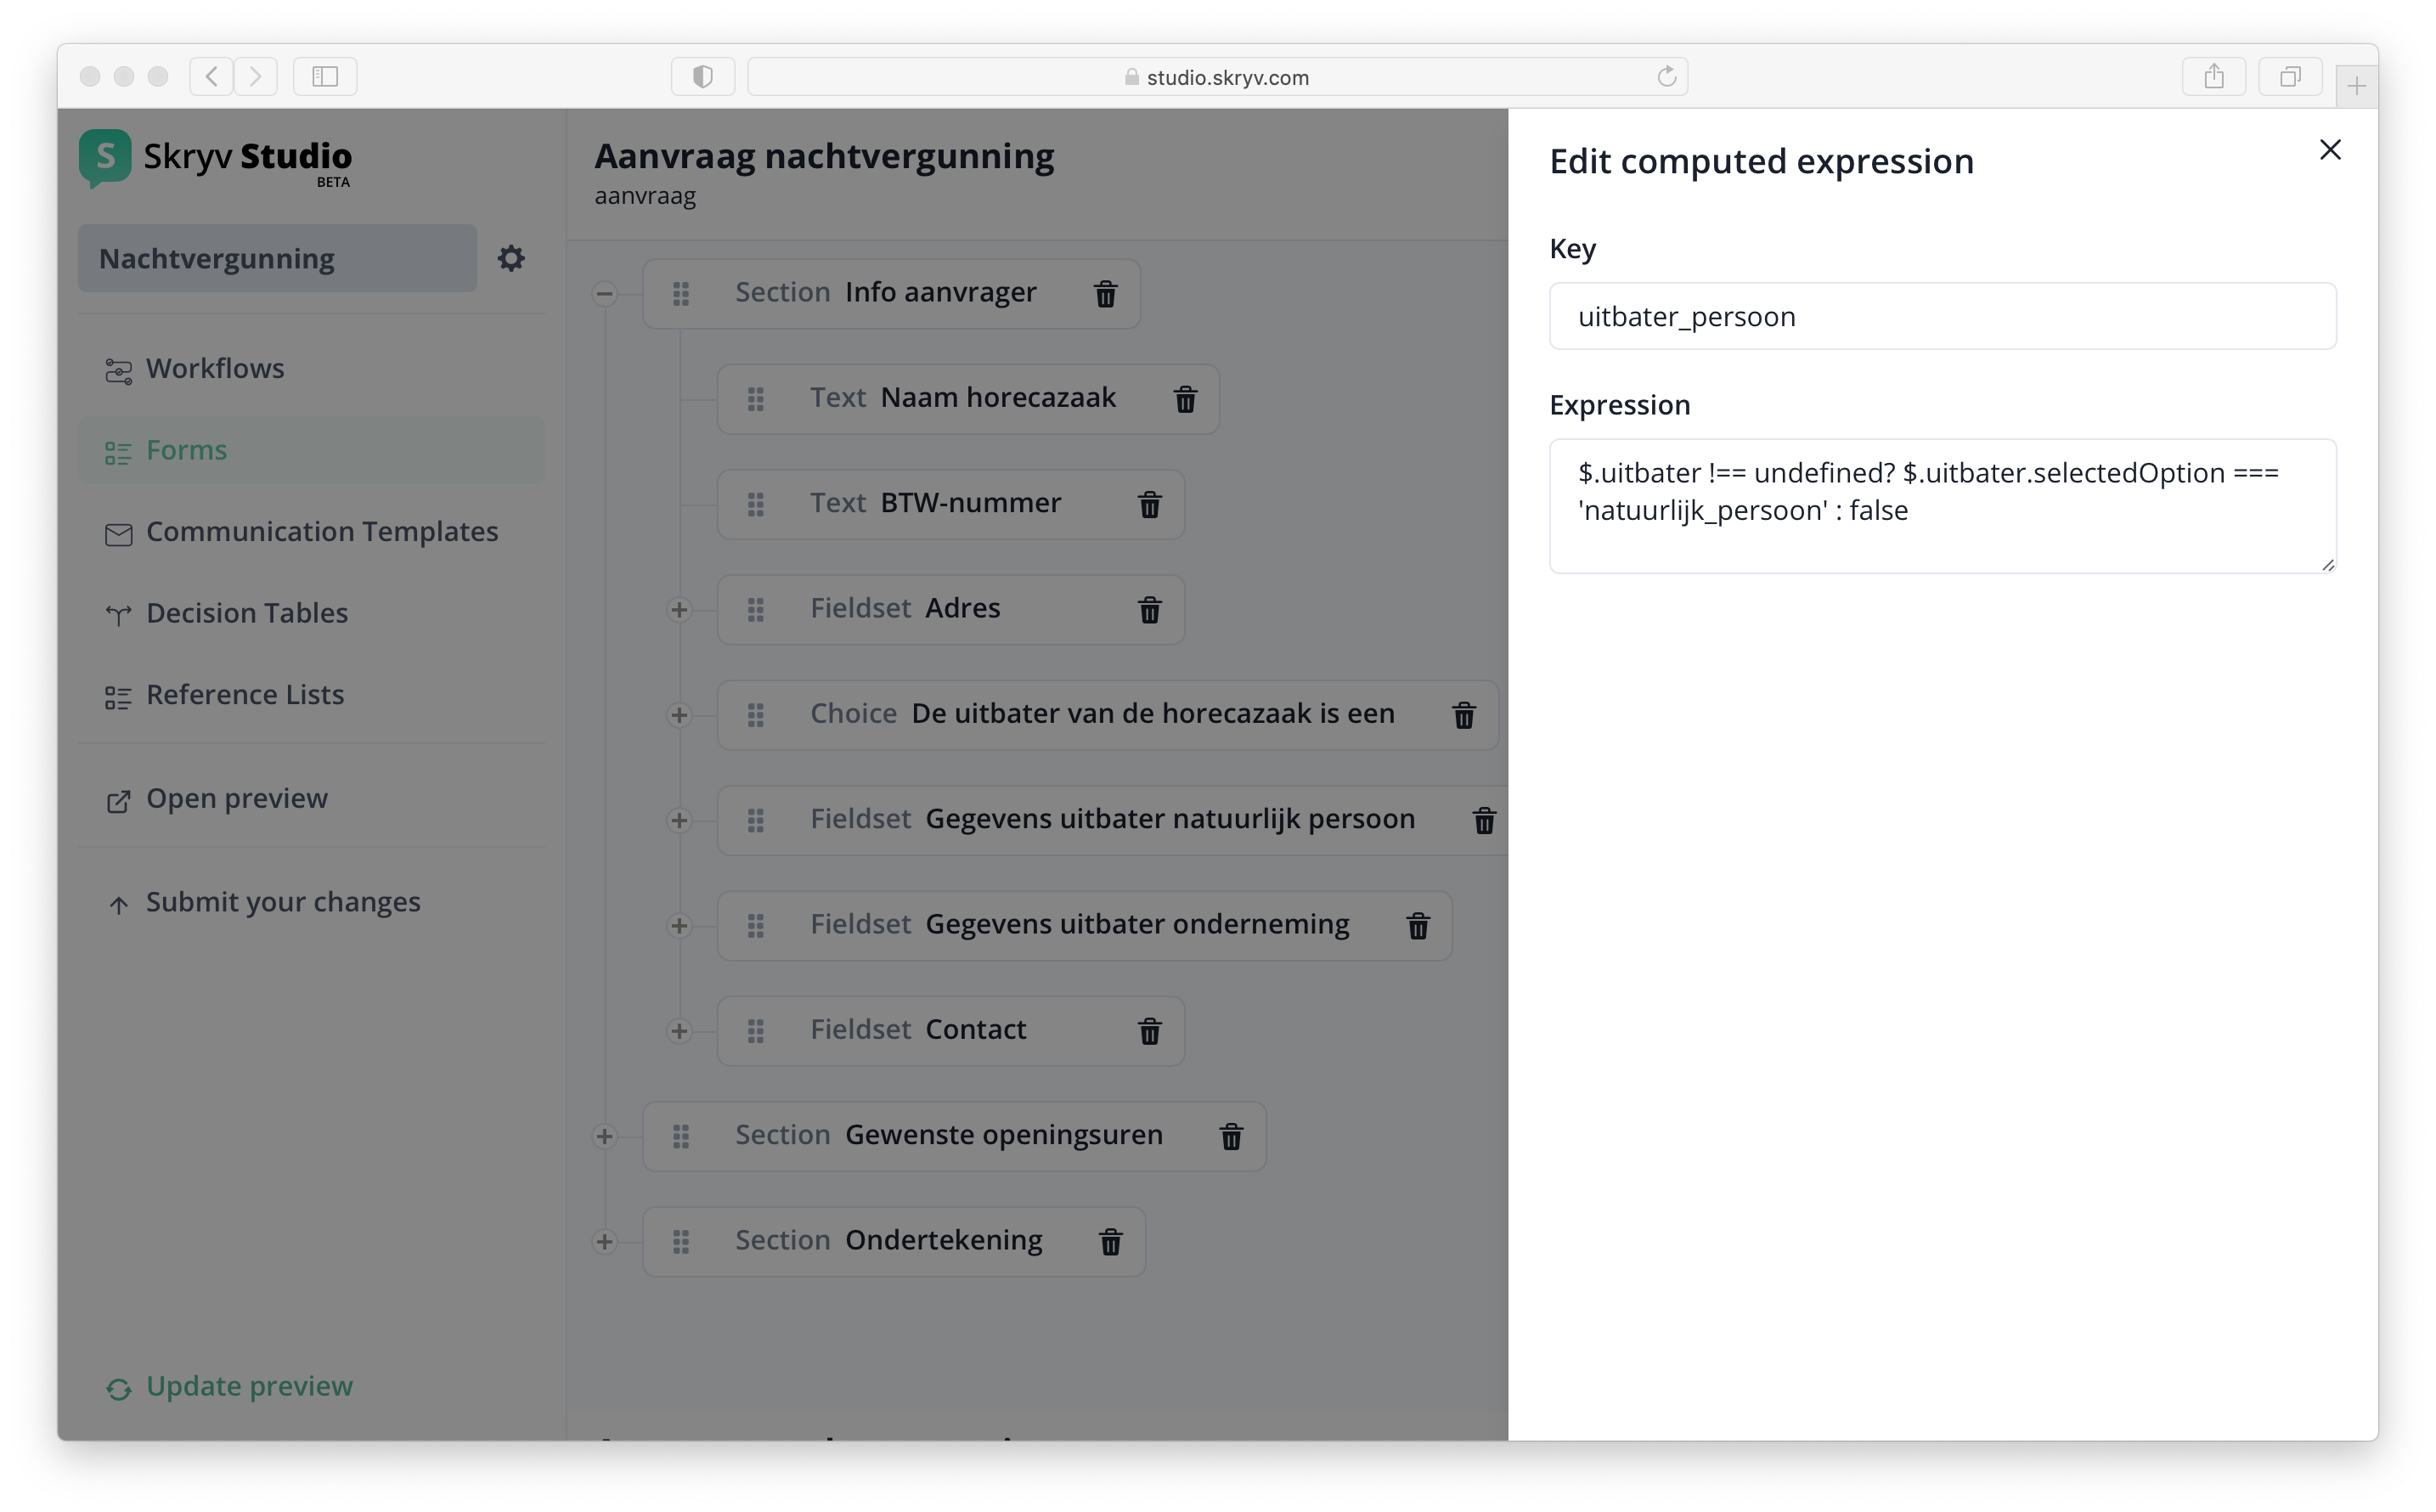 studio.skryv.com
S
Skryv Studio
BETA
Nachtvergunning
Workflows
Forms
Communication Templates
Decision Tables
Reference Lists
Open preview
Submit your changes
Update preview
Aanvraag nachtvergunning
aanvraag
Section Info aanvrager
Text Naam horecazaak
Text BTW-nummer
Fieldset Adres
Choice De uitbater van de horecazaak is een
Fieldset Gegevens uitbater natuurlijk persoon
Fieldset Gegevens uitbater onderneming
Fieldset Contact
Section Gewenste openingsuren
Section Ondertekening
Edit computed expression
Key
uitbater_persoon
Expression
$.uitbater !== undefined? $.uitbater.selectedOption ===
'natuurlijk_persoon' : false